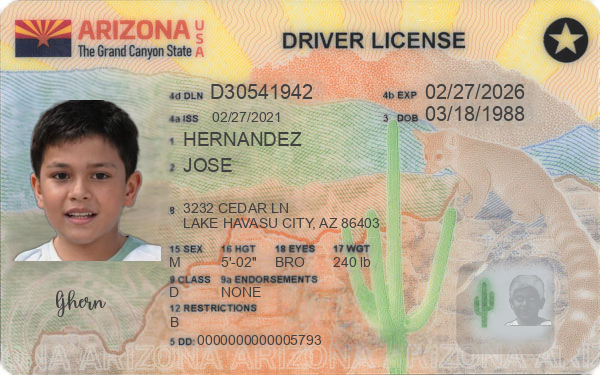 ARIZONA USA
The Grand Canyon State
DRIVER LICENSE
4d DLN D30541942
4b EXP 02/27/2026
4a ISS 02/27/2021
3 DOB 03/18/1988
1 HERNANDEZ
2 JOSE
8 3232 CEDAR LN
LAKE HAVASU CITY, AZ 86403
15 SEX 16 HGT 18 EYES 17 WGT
M 5'-02" BRO 240 lb
9 CLASS 9a ENDORSEMENTS
D NONE
12 RESTRICTIONS
B
Ghern
5 DD: 0000000000005793
ARIZONA ARIZONA ARIZONA ARIZONA